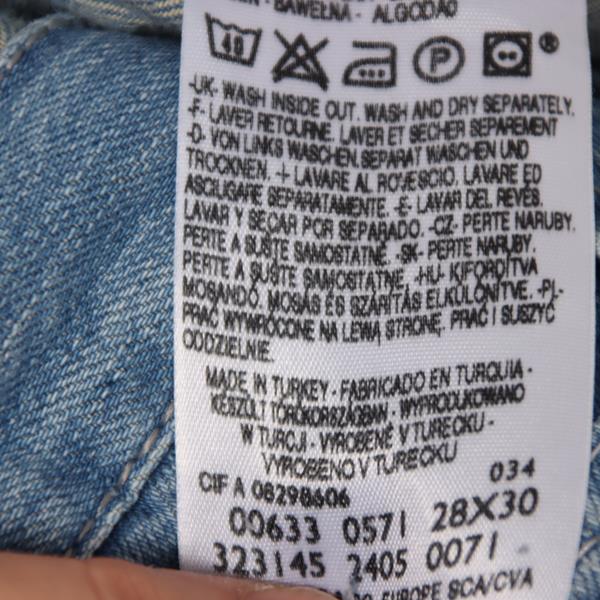 - BAWEŁNA - ALGODÃO
40 P ®
-UK- WASH INSIDE OUT. WASH AND DRY SEPARATELY.
-F- LAVER RETOURNE. LAVER ET SECHER SEPAREMENT
-D- VON LINKS WASCHEN. SEPARAT WASCHEN UND
TROCKNEN. -I- LAVARE AL ROVESCIO. LAVARE ED
ASCIUGARE SEPARATAMENTE. -E- LAVAR DEL REVES.
LAVAR Y SECAR POR SEPARADO. -CZ- PERTE NARUBY.
PERTE A SUŠTE SAMOSTATNĚ. -SK- PERTE NARUBY.
PERTE A SUŠTE SAMOSTATNE. -HU- KIFORDÍTVA
MOSANDÓ. MOSÁS ÉS SZÁRÍTÁS ELKÜLÖNÍTVE. -PL-
PRAĆ WYWRÓCONE NA LEWĄ STRONĘ. PRAĆ I SUSZYĆ
ODDZIELNIE.
MADE IN TURKEY - FABRICADO EN TURQUIA -
KÉSZÜLT TÖRÖKORSZÁGBAN - WYPRODUKOWANO
W TURCJI - VYROBENÉ V TURECKU -
VYROBENO V TURECKU
CIF A 08298606 034
00633 0571 28X30
323145 2405 0071
EUROPE SCA/CVA